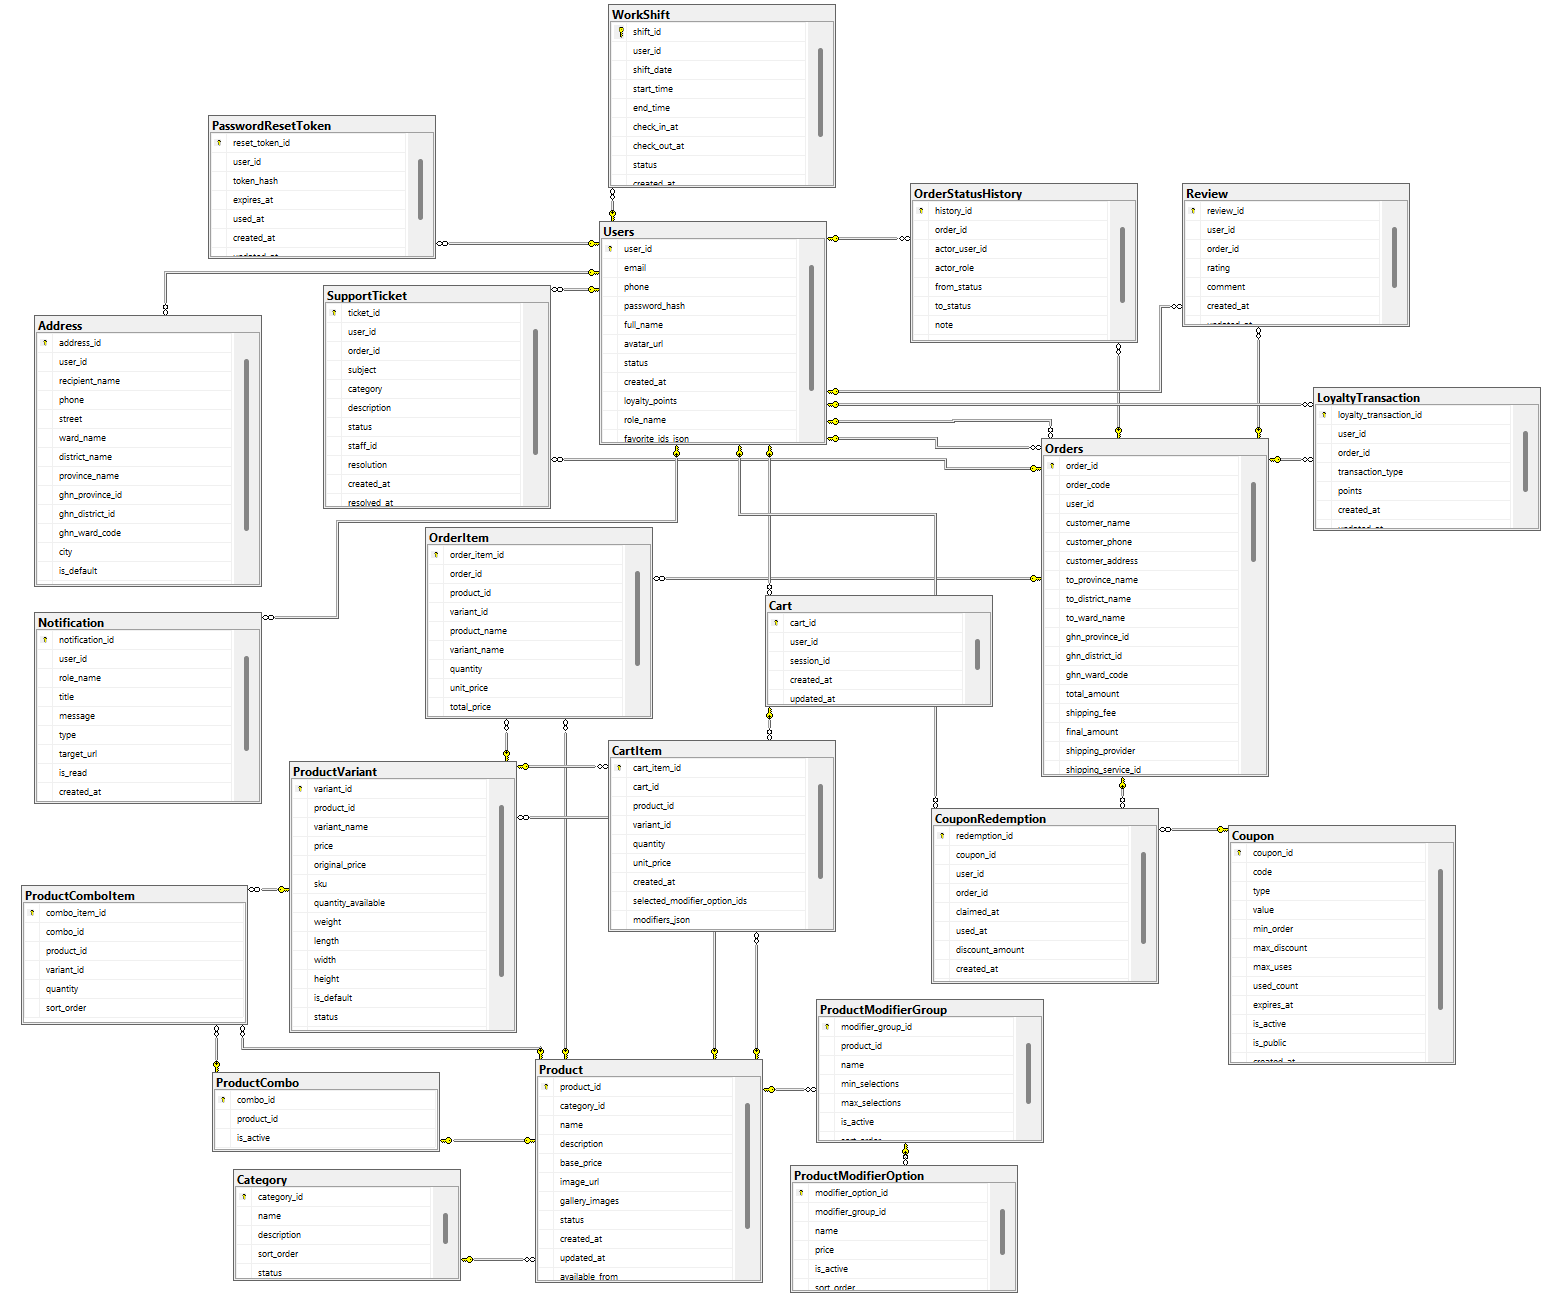 WorkShift
shift_id
user_id
shift_date
start_time
end_time
check_in_at
check_out_at
status
created_at
PasswordResetToken
reset_token_id
user_id
token_hash
expires_at
used_at
created_at
updated_at
Users
user_id
email
phone
password_hash
full_name
avatar_url
status
created_at
loyalty_points
role_name
favorite_ids_json
OrderStatusHistory
history_id
order_id
actor_user_id
actor_role
from_status
to_status
note
Review
review_id
user_id
order_id
rating
comment
created_at
updated_at
SupportTicket
ticket_id
user_id
order_id
subject
category
description
status
staff_id
resolution
created_at
resolved_at
Address
address_id
user_id
recipient_name
phone
street
ward_name
district_name
province_name
ghn_province_id
ghn_district_id
ghn_ward_code
city
is_default
LoyaltyTransaction
loyalty_transaction_id
user_id
order_id
transaction_type
points
created_at
updated_at
Orders
order_id
order_code
user_id
customer_name
customer_phone
customer_address
to_province_name
to_district_name
to_ward_name
ghn_province_id
ghn_district_id
ghn_ward_code
total_amount
shipping_fee
final_amount
shipping_provider
shipping_service_id
OrderItem
order_item_id
order_id
product_id
variant_id
product_name
variant_name
quantity
unit_price
total_price
Cart
cart_id
user_id
session_id
created_at
updated_at
Notification
notification_id
user_id
role_name
title
message
type
target_url
is_read
created_at
CartItem
cart_item_id
cart_id
product_id
variant_id
quantity
unit_price
created_at
selected_modifier_option_ids
modifiers_json
ProductVariant
variant_id
product_id
variant_name
price
original_price
sku
quantity_available
weight
length
width
height
is_default
status
CouponRedemption
redemption_id
coupon_id
user_id
order_id
claimed_at
used_at
discount_amount
created_at
Coupon
coupon_id
code
type
value
min_order
max_discount
max_uses
used_count
expires_at
is_active
is_public
created_at
ProductComboItem
combo_item_id
combo_id
product_id
variant_id
quantity
sort_order
ProductModifierGroup
modifier_group_id
product_id
name
min_selections
max_selections
is_active
sort_order
Product
product_id
category_id
name
description
base_price
image_url
gallery_images
status
created_at
updated_at
available_from
ProductCombo
combo_id
product_id
is_active
Category
category_id
name
description
sort_order
status
ProductModifierOption
modifier_option_id
modifier_group_id
name
price
is_active
sort_order